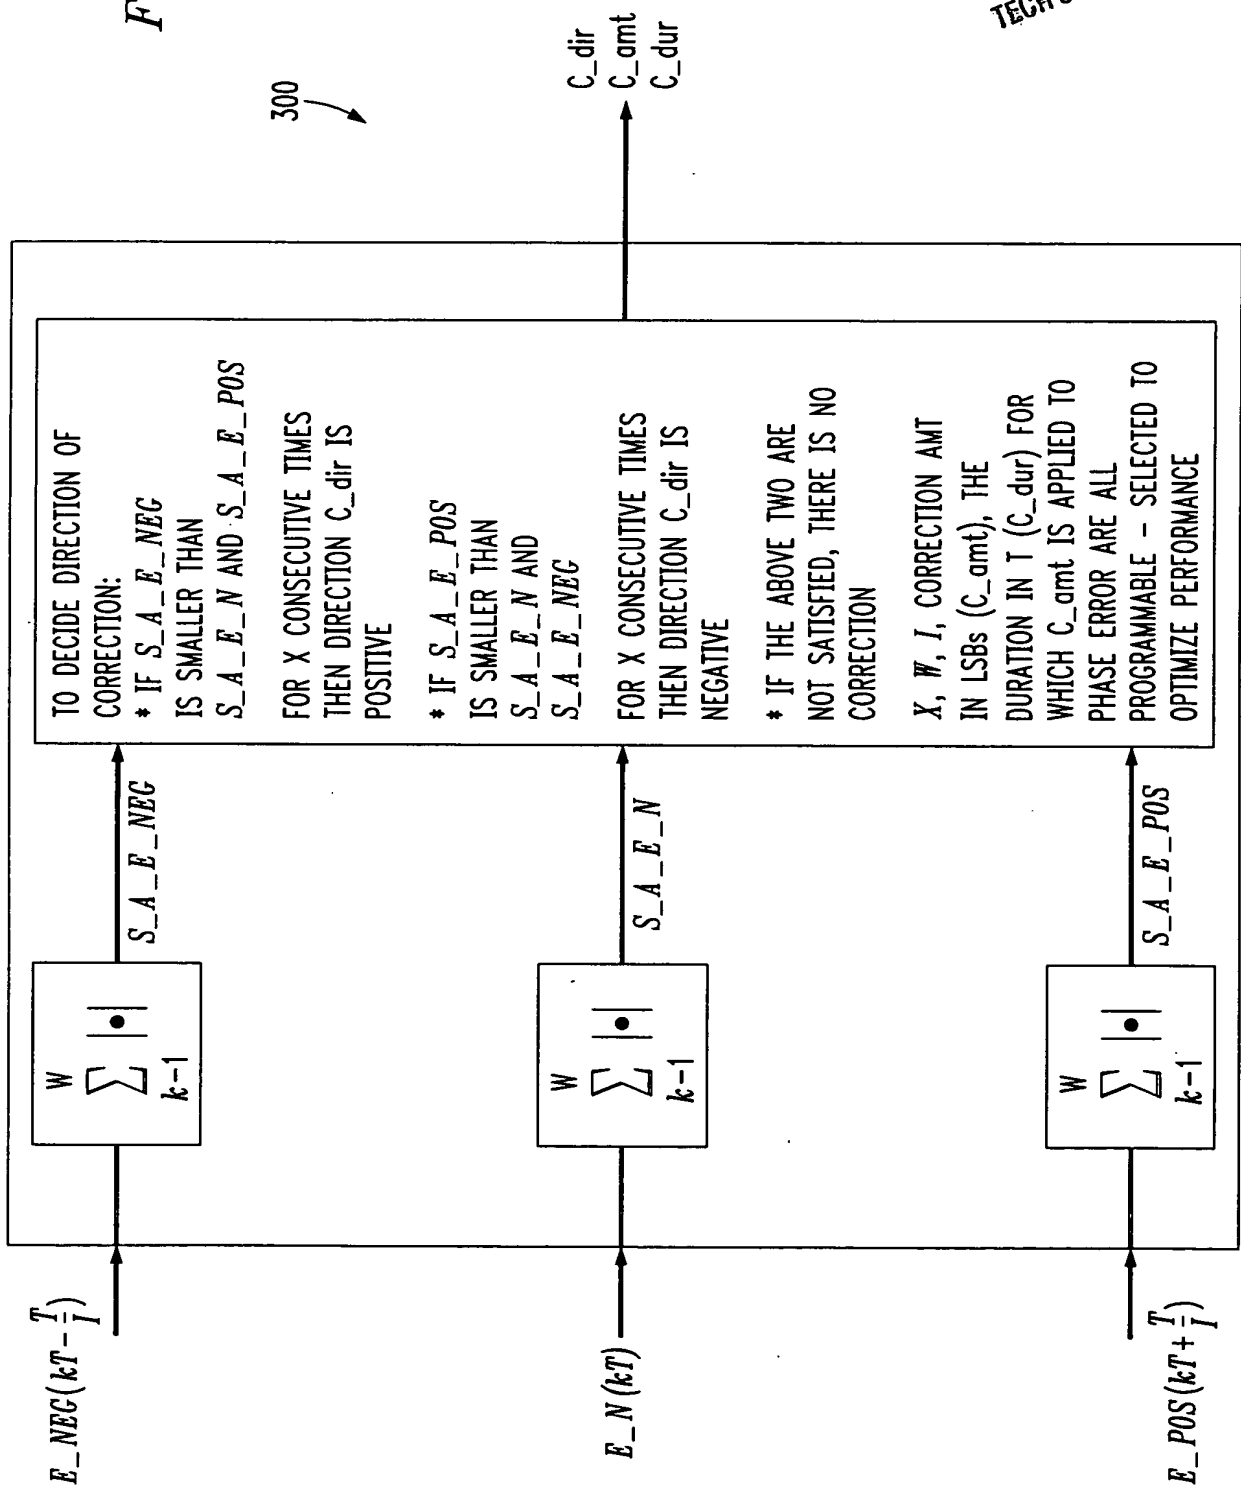 F
TECH
300
E_NEG(kT-T/I)
W
∑ |•|
k-1
S_A_E_NEG
E_N(kT)
W
∑ |•|
k-1
S_A_E_N
E_POS(kT+T/I)
W
∑ |•|
k-1
S_A_E_POS
TO DECIDE DIRECTION OF
CORRECTION:
* IF S_A_E_NEG
IS SMALLER THAN
S_A_E_N AND S_A_E_POS
FOR X CONSECUTIVE TIMES
THEN DIRECTION C_dir IS
POSITIVE
* IF S_A_E_POS
IS SMALLER THAN
S_A_E_N AND
S_A_E_NEG
FOR X CONSECUTIVE TIMES
THEN DIRECTION C_dir IS
NEGATIVE
* IF THE ABOVE TWO ARE
NOT SATISFIED, THERE IS NO
CORRECTION
X, W, I, CORRECTION AMT
IN LSBs (C_amt), THE
DURATION IN T (C_dur) FOR
WHICH C_amt IS APPLIED TO
PHASE ERROR ARE ALL
PROGRAMMABLE - SELECTED TO
OPTIMIZE PERFORMANCE
C_dir
C_amt
C_dur